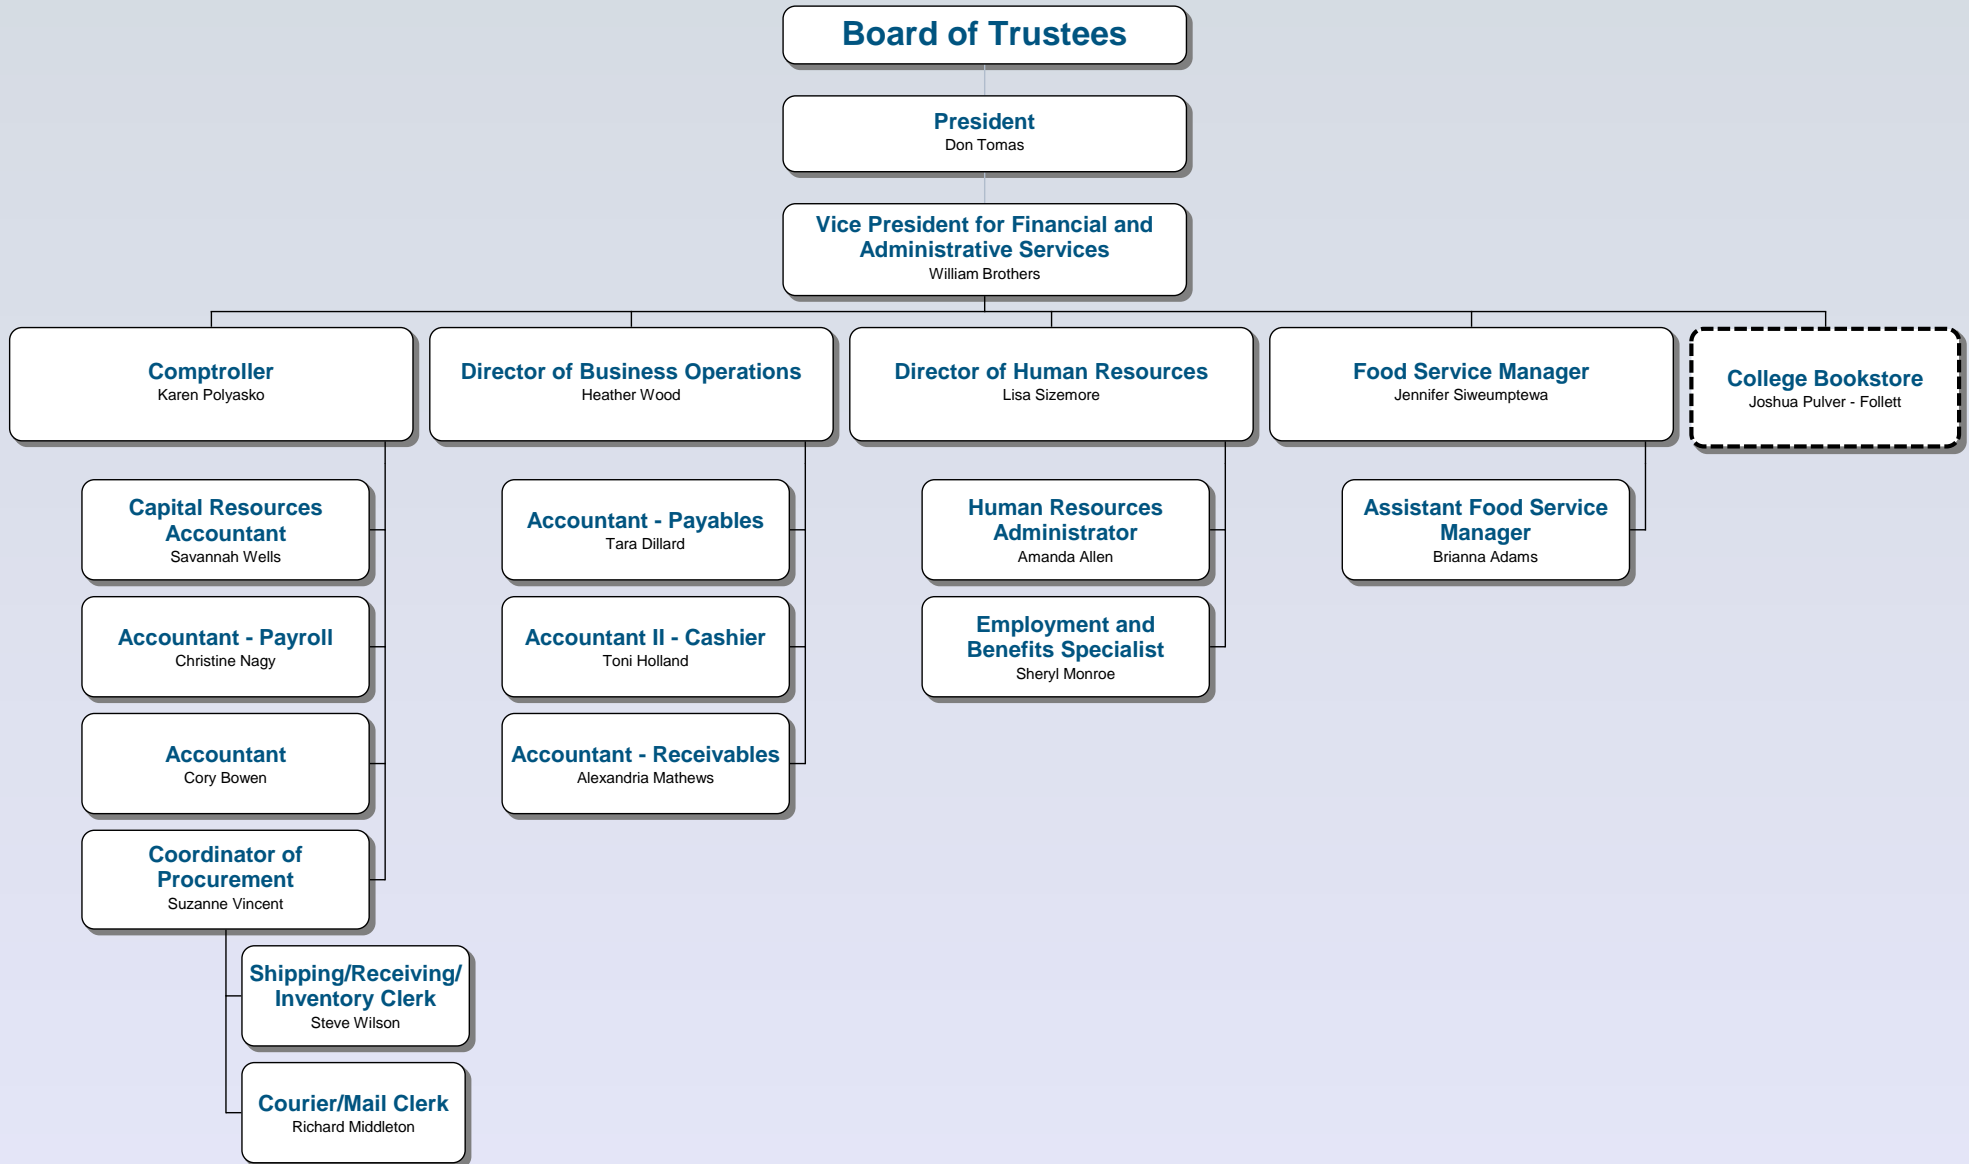 Board of Trustees
President
Don Tomas
Vice President for Financial and
Administrative Services
William Brothers
Comptroller
Karen Polyasko
Director of Business Operations
Heather Wood
Director of Human Resources
Lisa Sizemore
Food Service Manager
Jennifer Siweumptewa
College Bookstore
Joshua Pulver - Follett
Capital Resources
Accountant
Savannah Wells
Accountant - Payroll
Christine Nagy
Accountant
Cory Bowen
Coordinator of
Procurement
Suzanne Vincent
Shipping/Receiving/
Inventory Clerk
Steve Wilson
Courier/Mail Clerk
Richard Middleton
Accountant - Payables
Tara Dillard
Accountant II - Cashier
Toni Holland
Accountant - Receivables
Alexandria Mathews
Human Resources
Administrator
Amanda Allen
Employment and
Benefits Specialist
Sheryl Monroe
Assistant Food Service
Manager
Brianna Adams